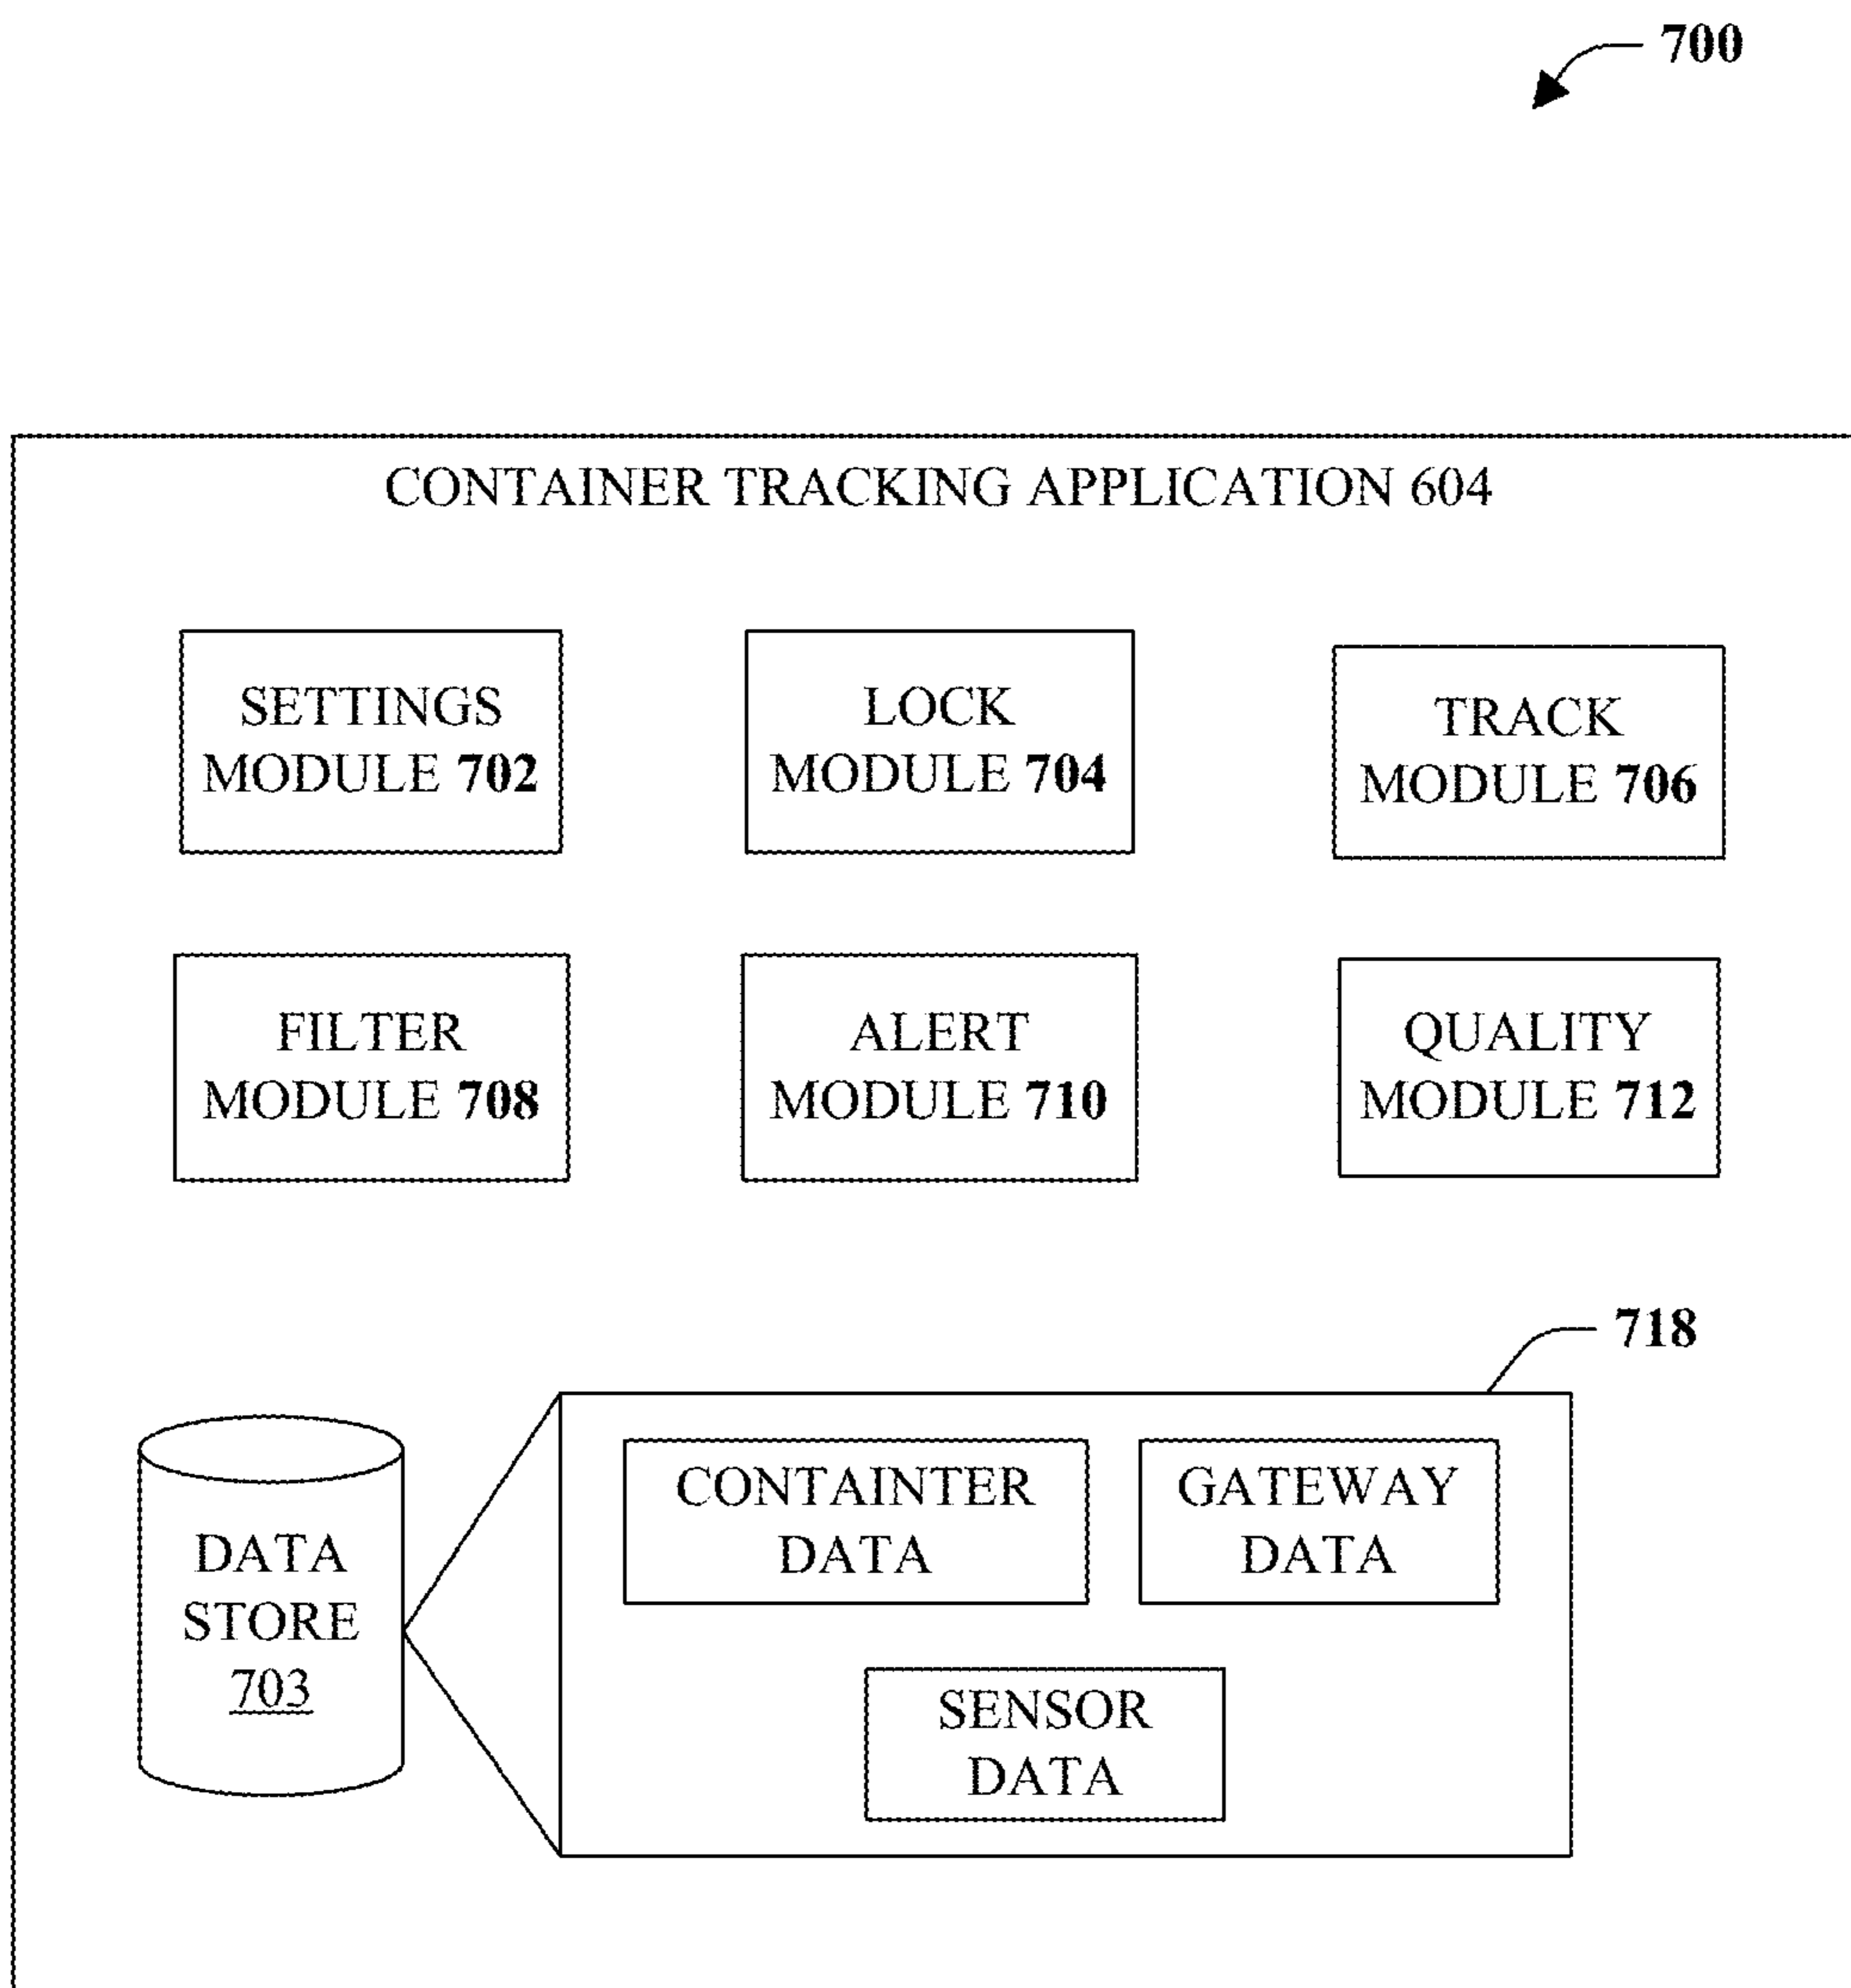 700
CONTAINER TRACKING APPLICATION 604
SETTINGS
MODULE 702
LOCK
MODULE 704
TRACK
MODULE 706
FILTER
MODULE 708
ALERT
MODULE 710
QUALITY
MODULE 712
718
DATA
STORE
703
CONTAINTER
DATA
GATEWAY
DATA
SENSOR
DATA